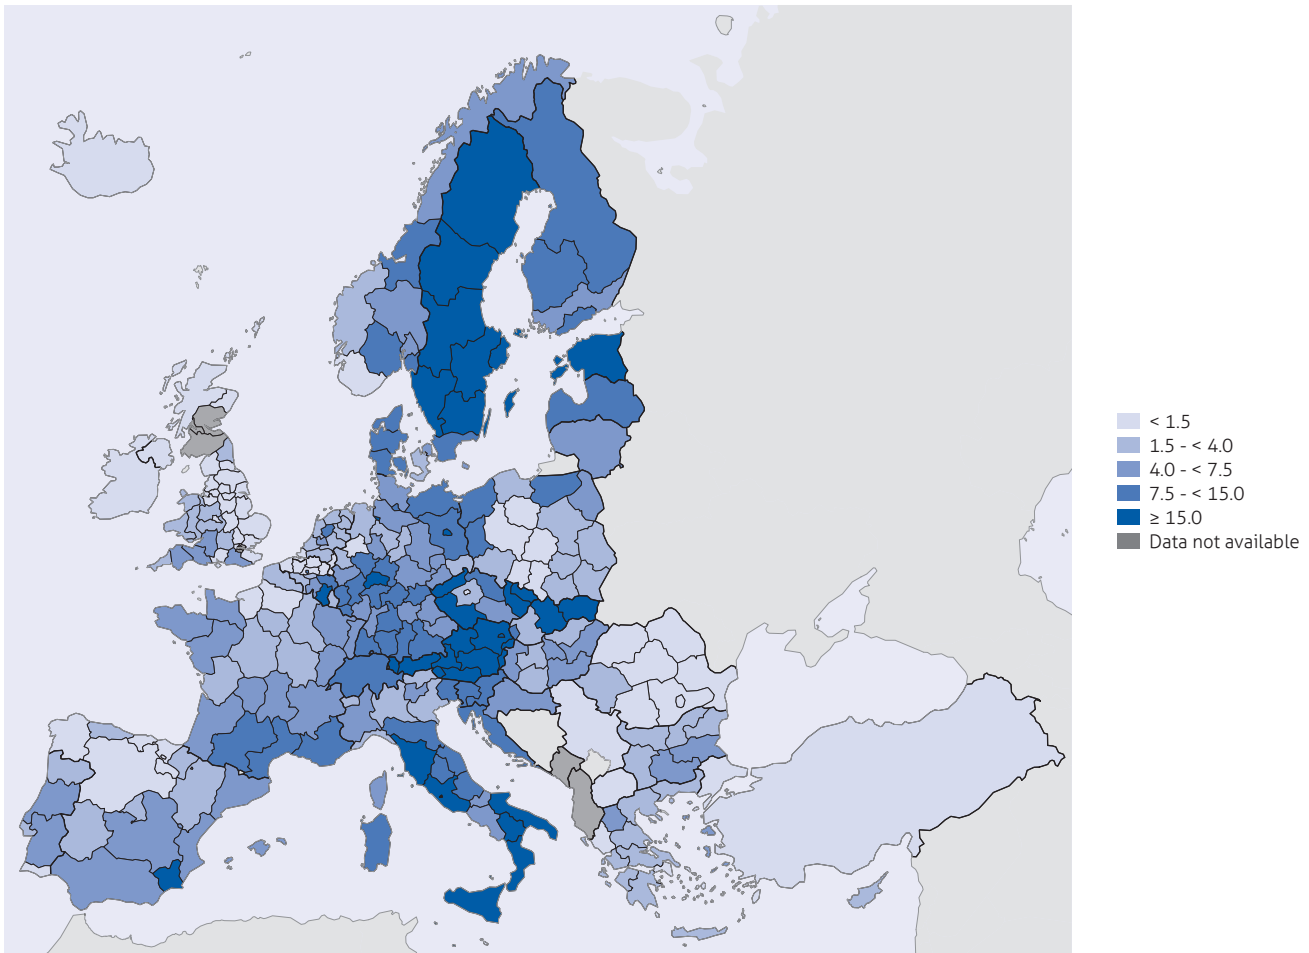 < 1.5
1.5 - < 4.0
4.0 - < 7.5
7.5 - < 15.0
≥ 15.0
Data not available